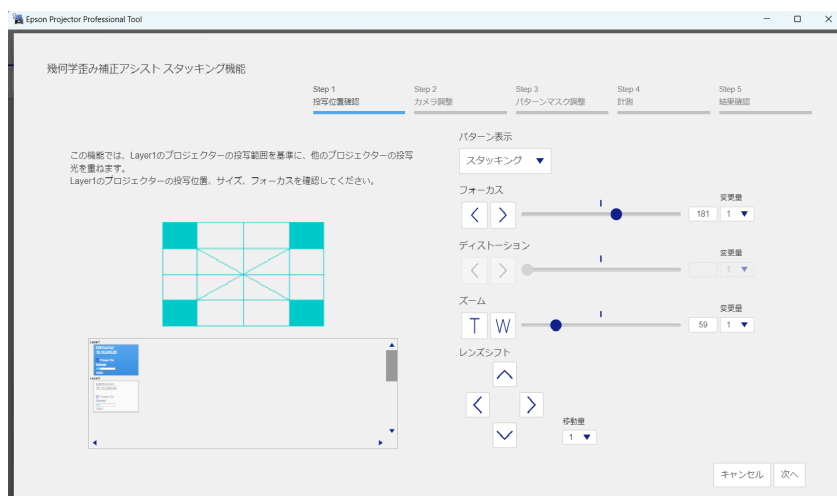 Epson Projector Professional Tool
幾何学歪み補正アシスト スタッキング機能
Step 1
投写位置確認
Step 2
カメラ調整
Step 3
パターンマスク調整
Step 4
計測
Step 5
結果確認
この機能では、Layer1のプロジェクターの投写範囲を基準に、他のプロジェクターの投写
光を重ねます。
Layer1のプロジェクターの投写位置、サイズ、フォーカスを確認してください。
パターン表示
スタッキング
フォーカス
変更量
181
1
ディストーション
変更量
1
ズーム
変更量
T W
59
1
レンズシフト
移動量
1
Layer1
Layer2
キャンセル
次へ